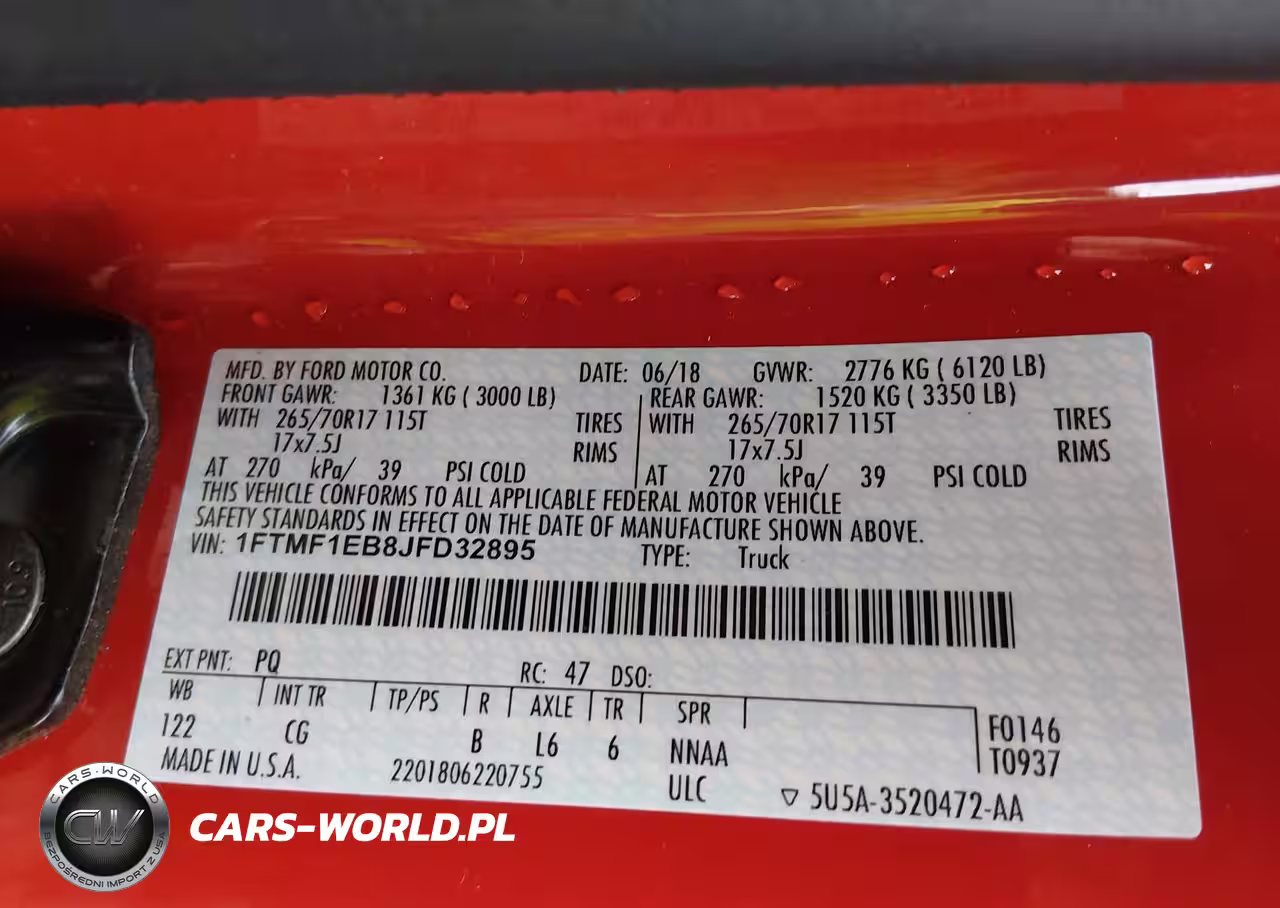 MFD. BY FORD MOTOR CO. DATE: 06/18 GVWR: 2776 KG ( 6120 LB)
FRONT GAWR: 1361 KG ( 3000 LB) REAR GAWR: 1520 KG ( 3350 LB)
WITH 265/70R17 115T TIRES WITH 265/70R17 115T TIRES
17x7.5J RIMS 17x7.5J RIMS
AT 270 kPa/ 39 PSI COLD AT 270 kPa/ 39 PSI COLD
THIS VEHICLE CONFORMS TO ALL APPLICABLE FEDERAL MOTOR VEHICLE
SAFETY STANDARDS IN EFFECT ON THE DATE OF MANUFACTURE SHOWN ABOVE.
VIN: 1FTMF1EB8JFD32895 TYPE: Truck
EXT PNT: PQ RC: 47 DSO:
WB INT TR TP/PS R AXLE TR SPR
122 CG B L6 6 NNAA F0146
T0937
MADE IN U.S.A. 2201806220755 ULC ▽ 5U5A-3520472-AA
CARS-WORLD
CW
BEZPOŚREDNI IMPORT Z USA
CARS-WORLD.PL